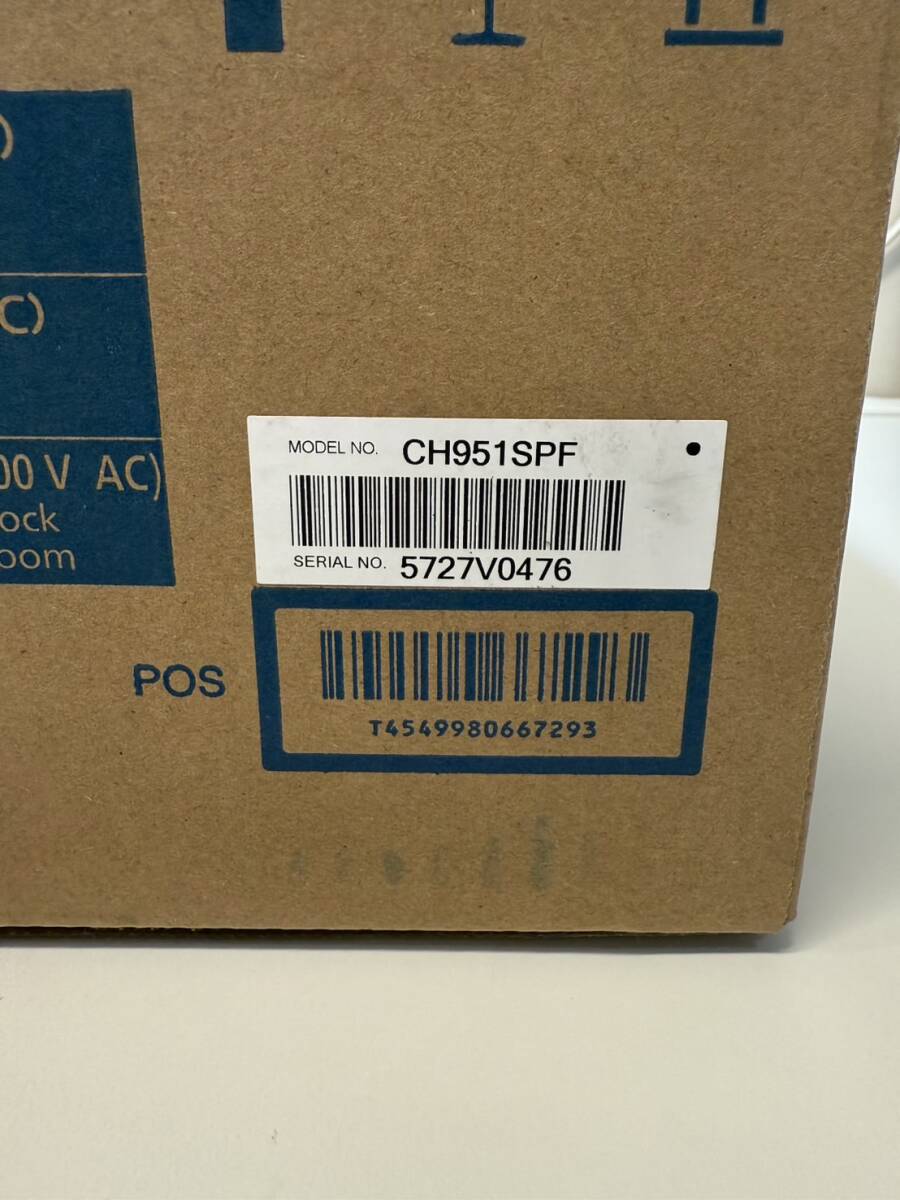 )
C)
00 V AC)
ock
oom
MODEL NO. CH951SPF
SERIAL NO. 5727V0476
POS
T4549980667293